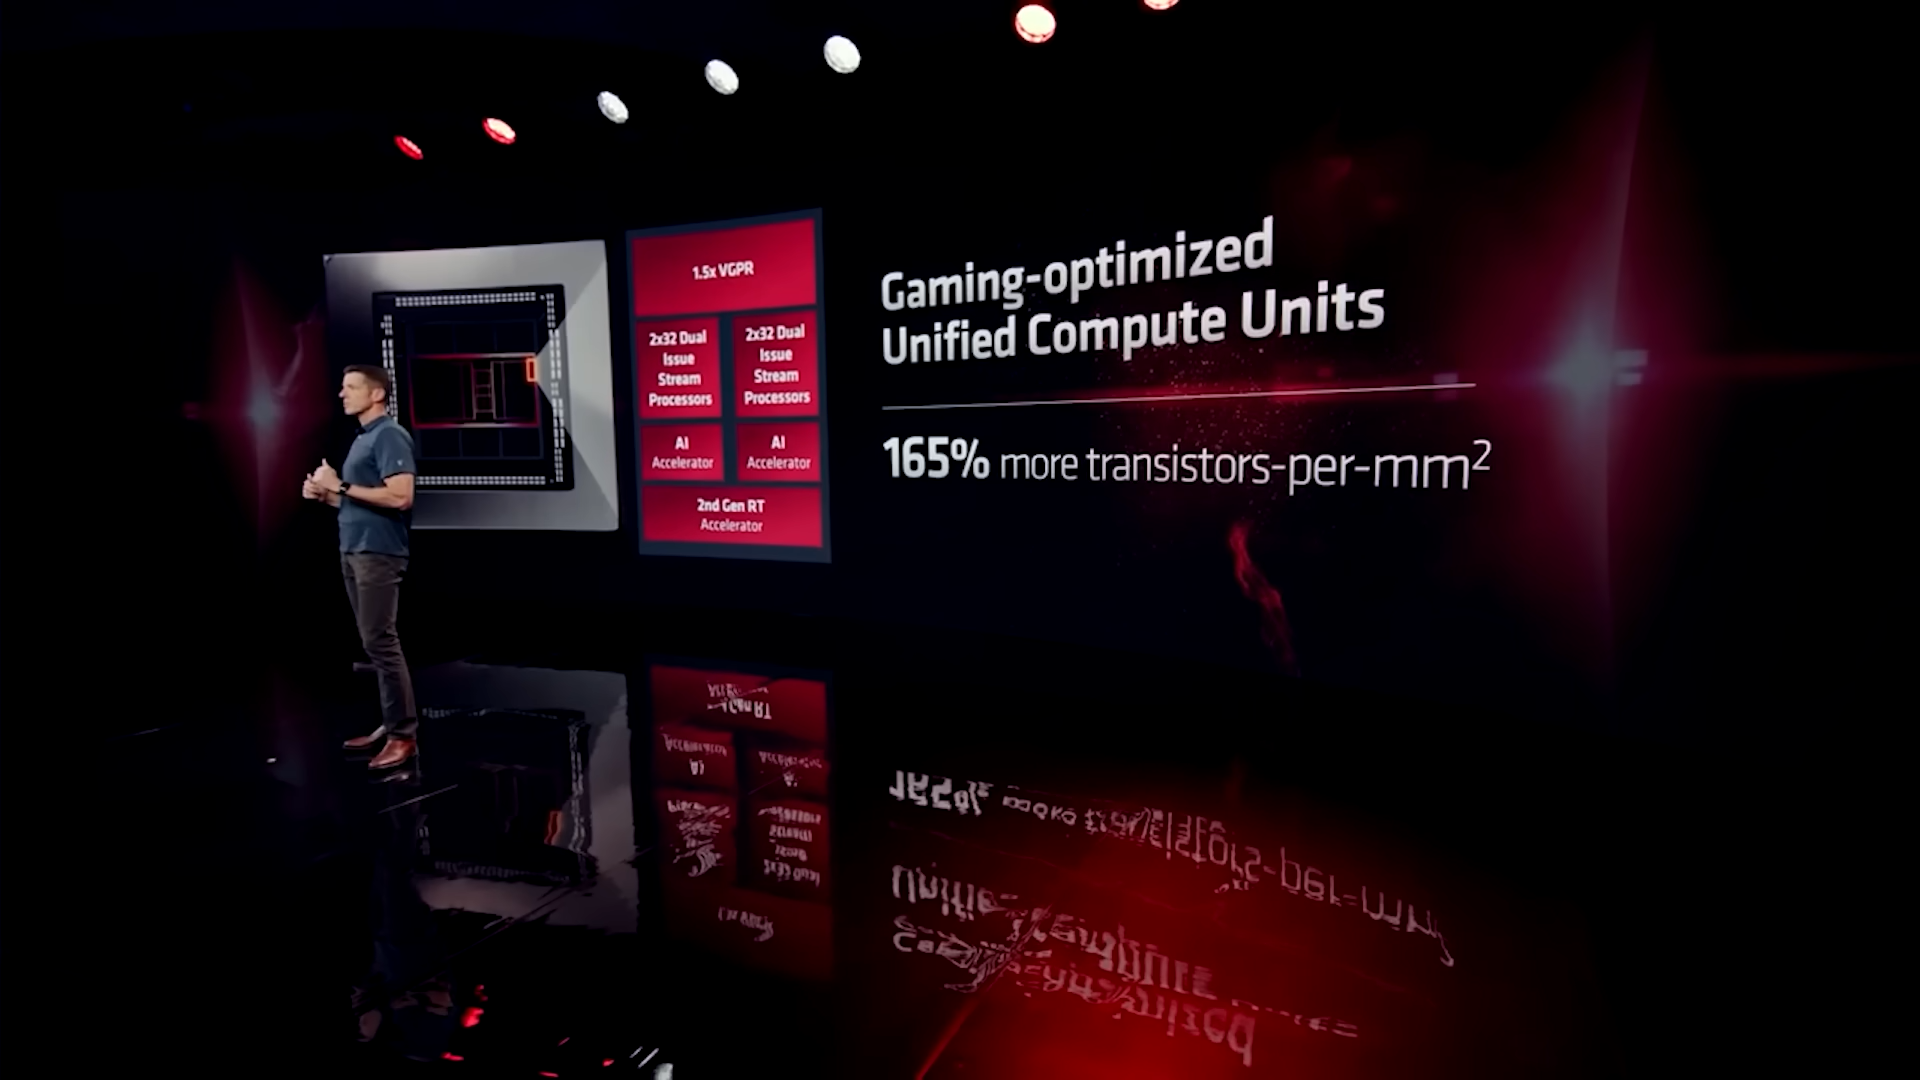 1.5x VGPR
2x32 Dual
Issue
Stream
Processors
2x32 Dual
Issue
Stream
Processors
AI
Accelerator
AI
Accelerator
2nd Gen RT
Accelerator
Gaming-optimized
Unified Compute Units
165% more transistors-per-mm²